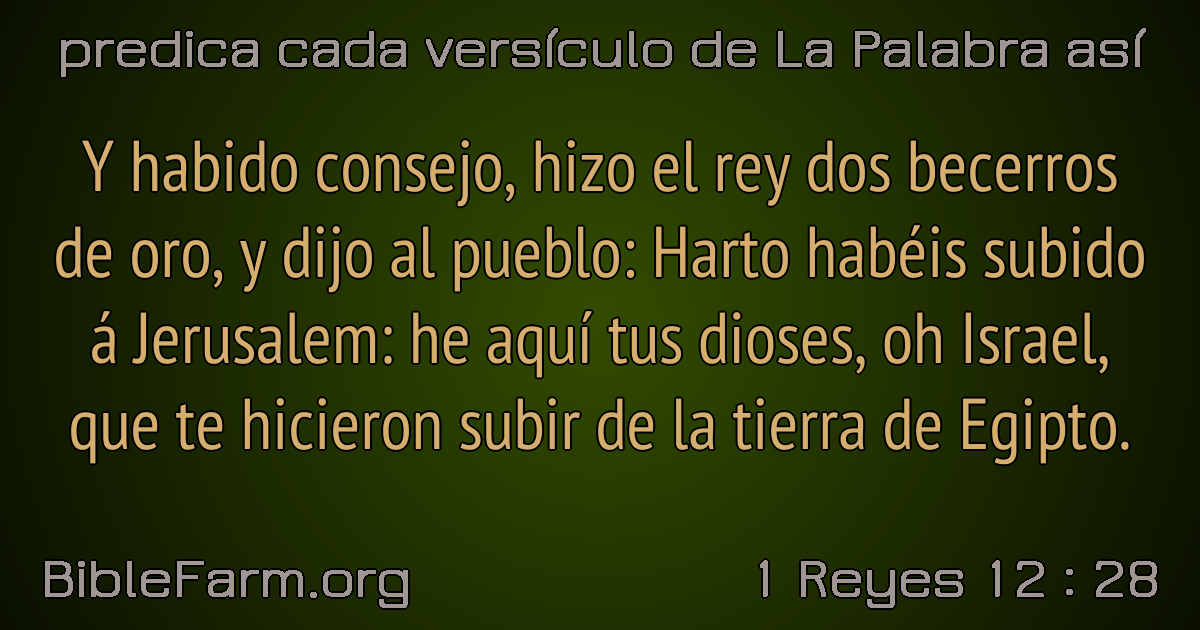 predica cada versículo de La Palabra así
Y habido consejo, hizo el rey dos becerros
de oro, y dijo al pueblo: Harto habéis subido
á Jerusalem: he aquí tus dioses, oh Israel,
que te hicieron subir de la tierra de Egipto.
BibleFarm.org
1 Reyes 12 : 28